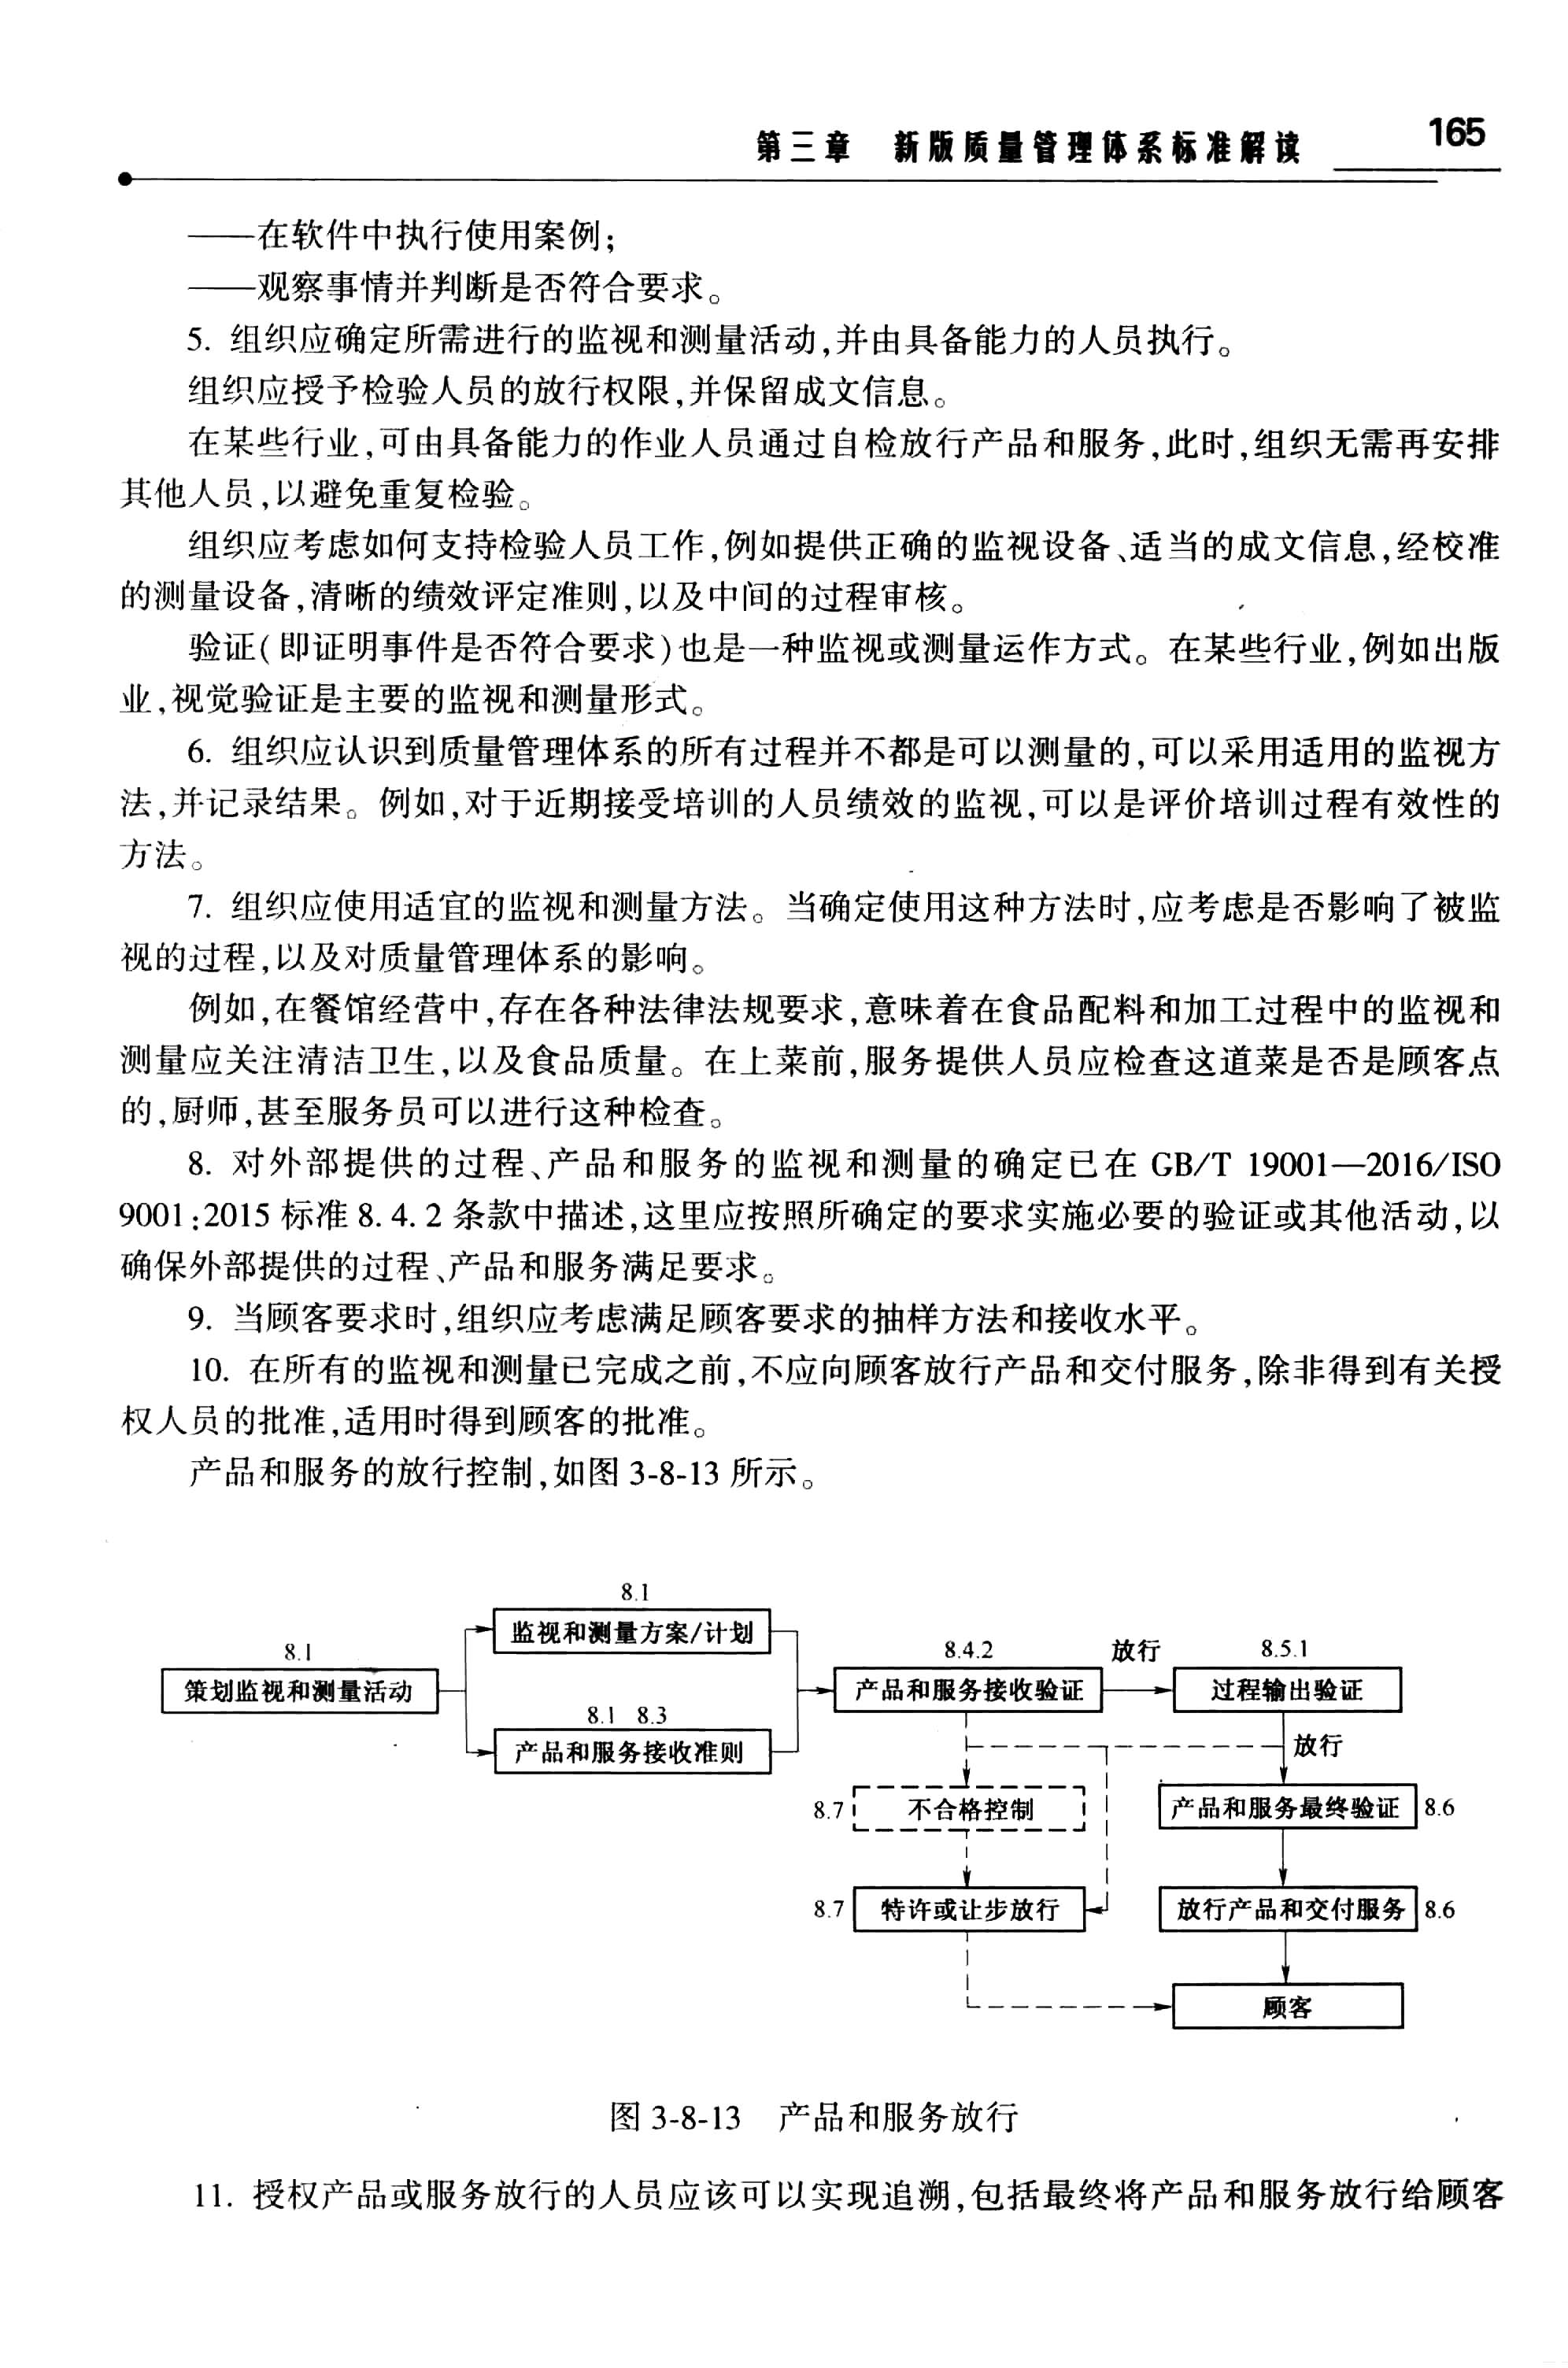 第三章 新版质量管理体系标准解读 165
——在软件中执行使用案例;
——观察事情并判断是否符合要求。
5. 组织应确定所需进行的监视和测量活动,并由具备能力的人员执行。
组织应授予检验人员的放行权限,并保留成文信息。
在某些行业,可由具备能力的作业人员通过自检放行产品和服务,此时,组织无需再安排
其他人员,以避免重复检验。
组织应考虑如何支持检验人员工作,例如提供正确的监视设备、适当的成文信息,经校准
的测量设备,清晰的绩效评定准则,以及中间的过程审核。
验证(即证明事件是否符合要求)也是一种监视或测量运作方式。在某些行业,例如出版
业,视觉验证是主要的监视和测量形式。
6. 组织应认识到质量管理体系的所有过程并不都是可以测量的,可以采用适用的监视方
法,并记录结果。例如,对于近期接受培训的人员绩效的监视,可以是评价培训过程有效性的
方法。
7. 组织应使用适宜的监视和测量方法。当确定使用这种方法时,应考虑是否影响了被监
视的过程,以及对质量管理体系的影响。
例如,在餐馆经营中,存在各种法律法规要求,意味着在食品配料和加工过程中的监视和
测量应关注清洁卫生,以及食品质量。在上菜前,服务提供人员应检查这道菜是否是顾客点
的,厨师,甚至服务员可以进行这种检查。
8. 对外部提供的过程、产品和服务的监视和测量的确定已在 GB/T 19001—2016/ISO
9001:2015 标准 8.4.2 条款中描述,这里应按照所确定的要求实施必要的验证或其他活动,以
确保外部提供的过程、产品和服务满足要求。
9. 当顾客要求时,组织应考虑满足顾客要求的抽样方法和接收水平。
10. 在所有的监视和测量已完成之前,不应向顾客放行产品和交付服务,除非得到有关授
权人员的批准,适用时得到顾客的批准。
产品和服务的放行控制,如图 3-8-13 所示。
8.1
策划监视和测量活动
8.1
监视和测量方案/计划
8.1 8.3
产品和服务接收准则
8.4.2
产品和服务接收验证
放行
8.5.1
过程输出验证
放行
8.7 不合格控制
产品和服务最终验证 8.6
8.7 特许或让步放行
放行产品和交付服务 8.6
顾客
图 3-8-13 产品和服务放行
11. 授权产品或服务放行的人员应该可以实现追溯,包括最终将产品和服务放行给顾客